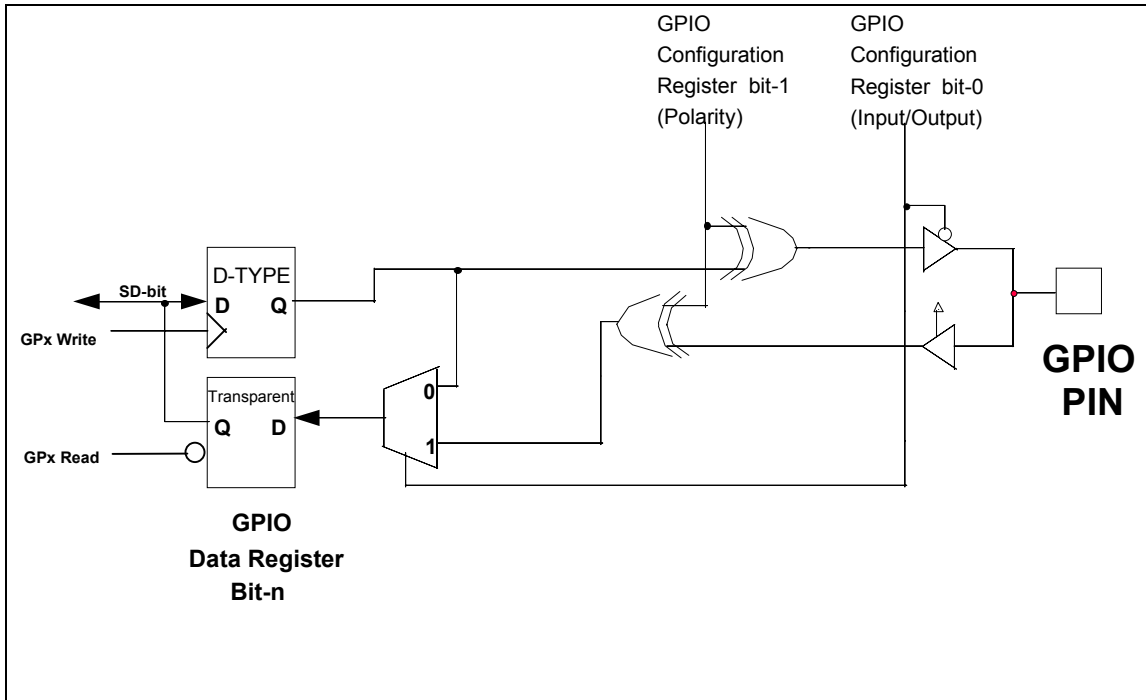 GPIO
Configuration
Register bit-1
(Polarity)
GPIO
Configuration
Register bit-0
(Input/Output)
D-TYPE
D Q
SD-bit
GPx Write
Transparent
Q D
GPx Read
0
1
GPIO
PIN
GPIO
Data Register
Bit-n